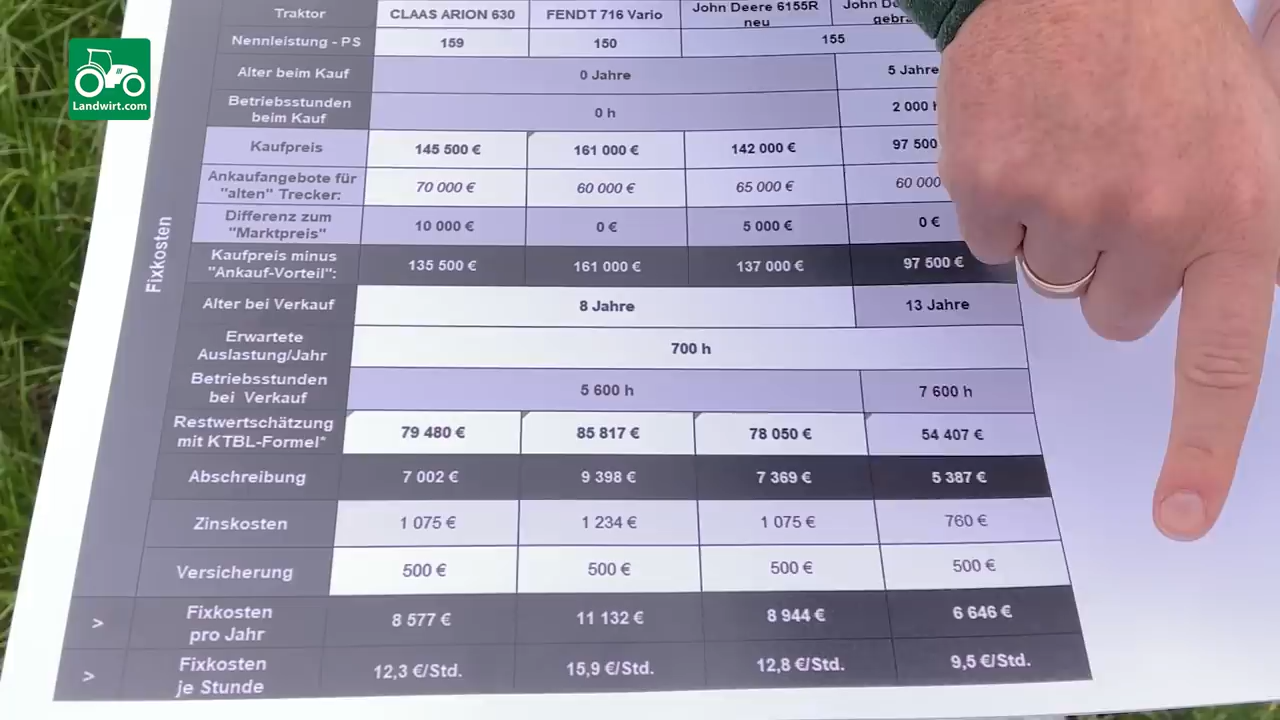 Landwirt.com
Fixkosten
Traktor CLAAS ARION 630 FENDT 716 Vario John Deere 6155R neu John
Nennleistung - PS 159 150 155
Alter beim Kauf 0 Jahre 5 Jahre
Betriebsstunden beim Kauf 0 h 2 000
Kaufpreis 145 500 € 161 000 € 142 000 € 97 500
Ankaufangebote für "alten" Trecker: 70 000 € 60 000 € 65 000 € 60 000
Differenz zum "Marktpreis" 10 000 € 0 € 5 000 € 0 €
Kaufpreis minus "Ankauf-Vorteil": 135 500 € 161 000 € 137 000 € 97 500 €
Alter bei Verkauf 8 Jahre 13 Jahre
Erwartete Auslastung/Jahr 700 h
Betriebsstunden bei Verkauf 5 600 h 7 600 h
Restwertschätzung mit KTBL-Formel* 79 480 € 85 817 € 78 050 € 54 407 €
Abschreibung 7 002 € 9 398 € 7 369 € 5 387 €
Zinskosten 1 075 € 1 234 € 1 075 € 760 €
Versicherung 500 € 500 € 500 € 500 €
> Fixkosten pro Jahr 8 577 € 11 132 € 8 944 € 6 646 €
> Fixkosten je Stunde 12,3 €/Std. 15,9 €/Std. 12,8 €/Std. 9,5 €/Std.